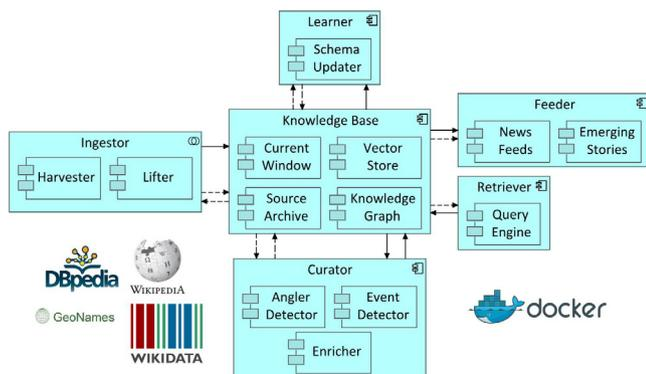 Learner
Schema
Updater
Knowledge Base
Current
Window
Vector
Store
Source
Archive
Knowledge
Graph
Ingestor
Harvester
Lifter
Feeder
News
Feeds
Emerging
Stories
Retriever
Query
Engine
Curator
Angler
Detector
Event
Detector
Enricher
DBpedia
WIKIPEDIA
GeoNames
WIKIDATA
docker